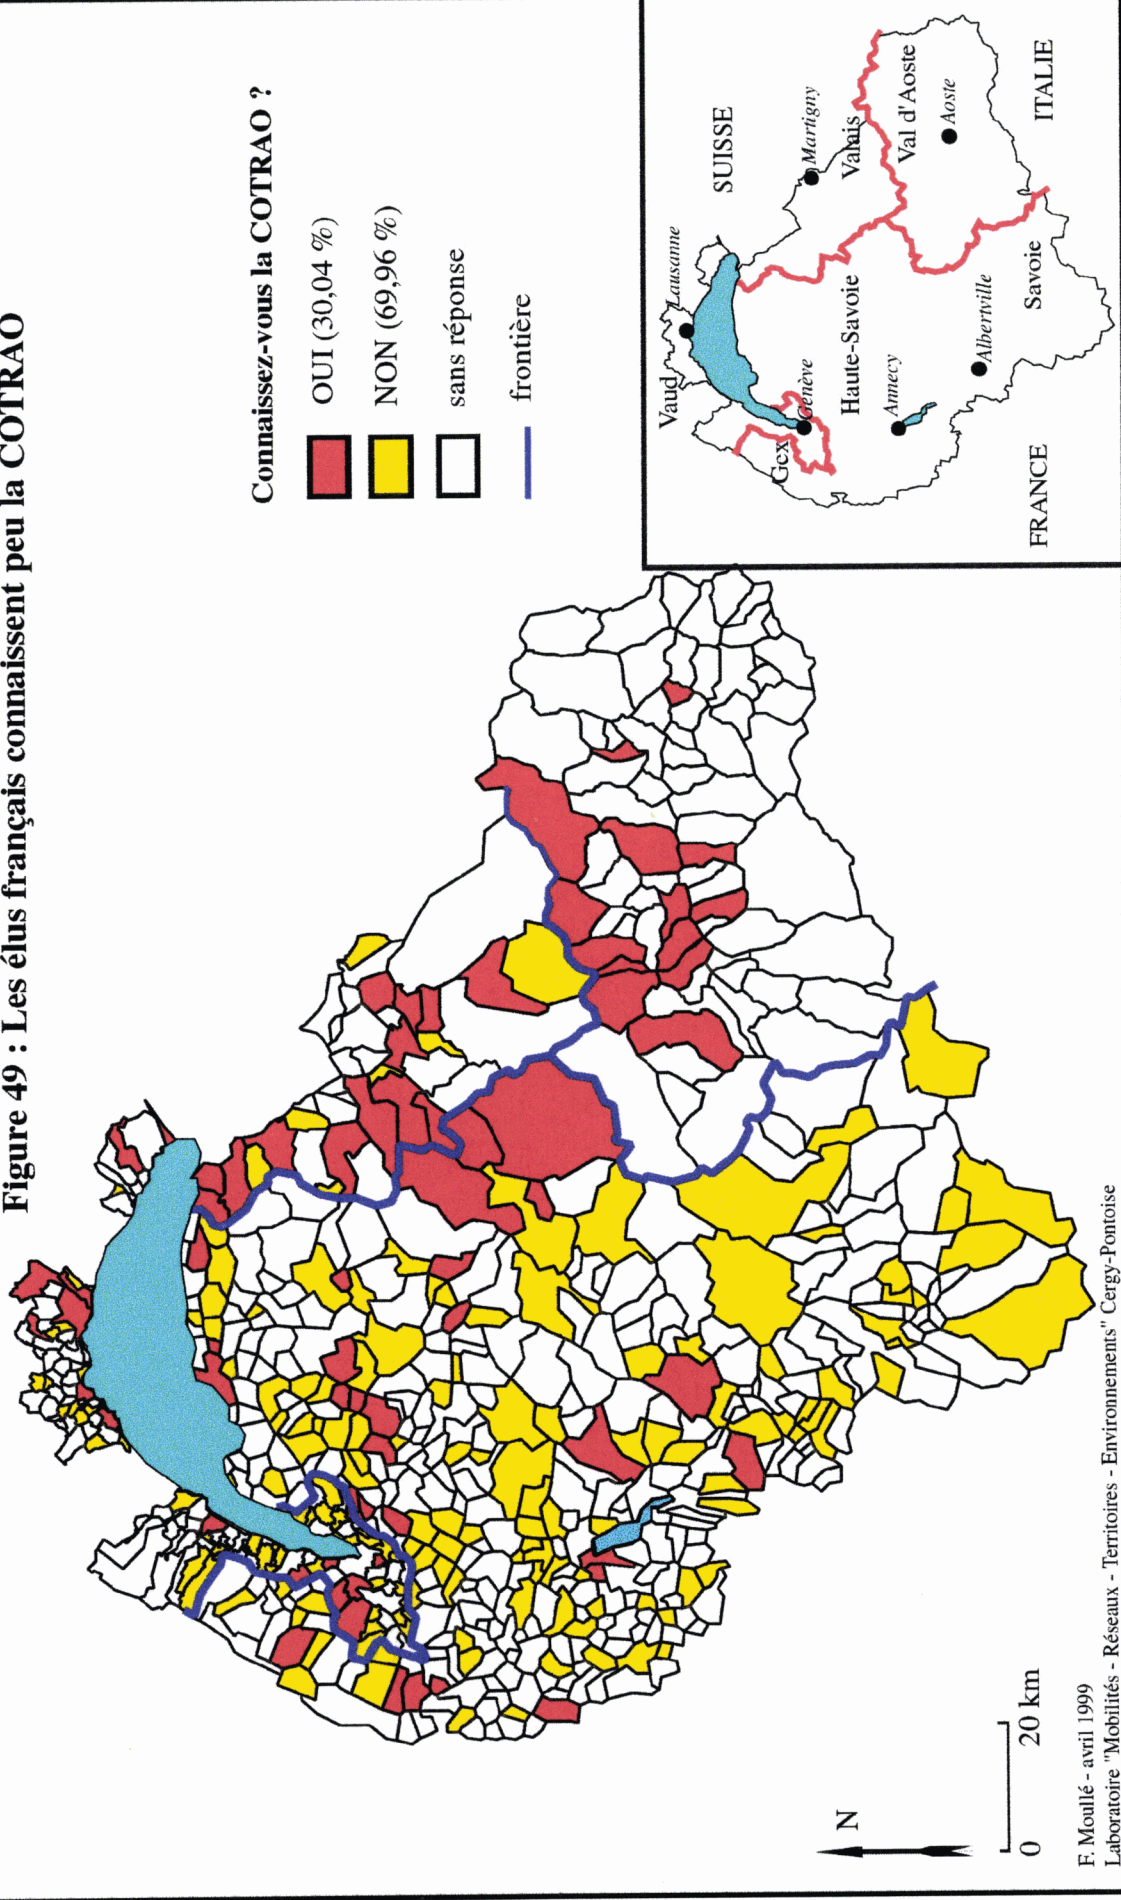 Figure 49 : Les élus français connaissent peu la COTRAO
Connaissez-vous la COTRAO ?
OUI (30,04 %)
NON (69,96 %)
sans réponse
frontière
SUISSE
Lausanne
Vaud
Martigny
Valais
Genève
Gex
Haute-Savoie
Val d'Aoste
Annecy
Aoste
Albertville
Savoie
FRANCE
ITALIE
N
0
20 km
F. Moullé - avril 1999
Laboratoire "Mobilités - Réseaux - Territoires - Environnements" Cergy-Pontoise